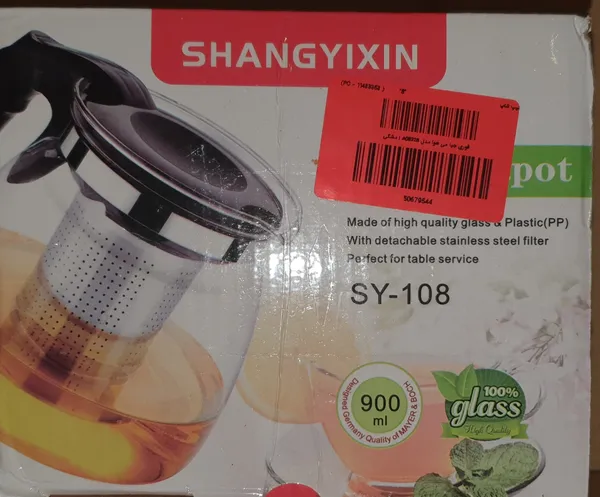 SHANGYIXIN
pot
50679544
Made of high quality glass & Plastic(PP)
With detachable stainless steel filter
Perfect for table service
SY-108
900
ml
Designed Germany Quality of MAYER & BOCH
100%
glass
High Quality